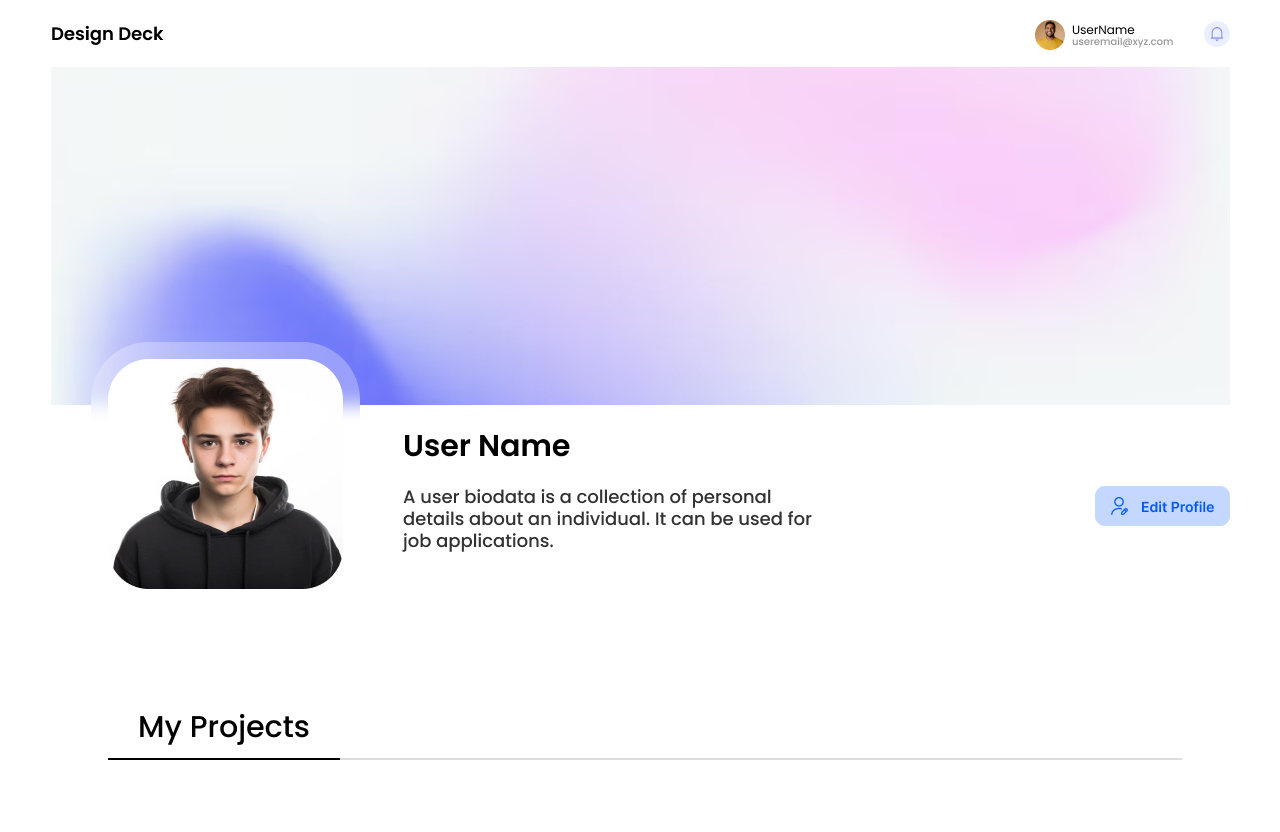 Design Deck
UserName
useremail@xyz.com
User Name
A user biodata is a collection of personal
details about an individual. It can be used for
job applications.
Edit Profile
My Projects